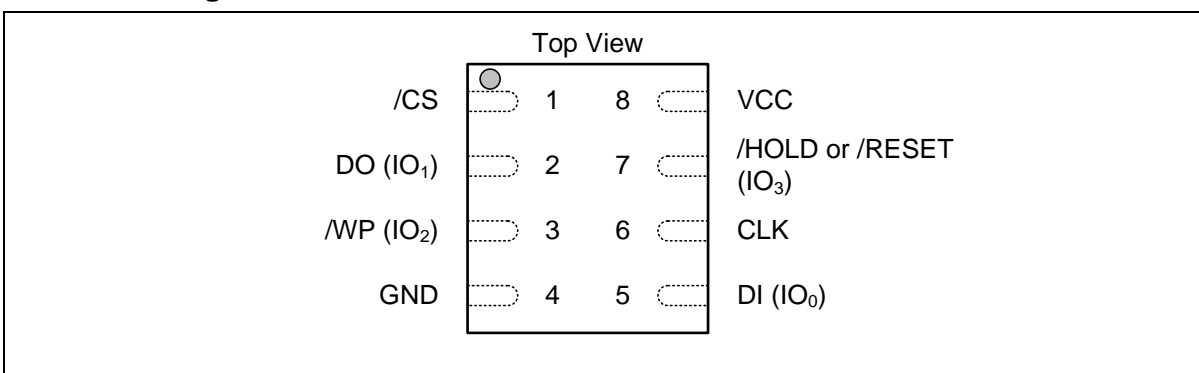 Top View
/CS 1 8 VCC
DO (IO₁) 2 7 /HOLD or /RESET
(IO₃)
/WP (IO₂) 3 6 CLK
GND 4 5 DI (IO₀)